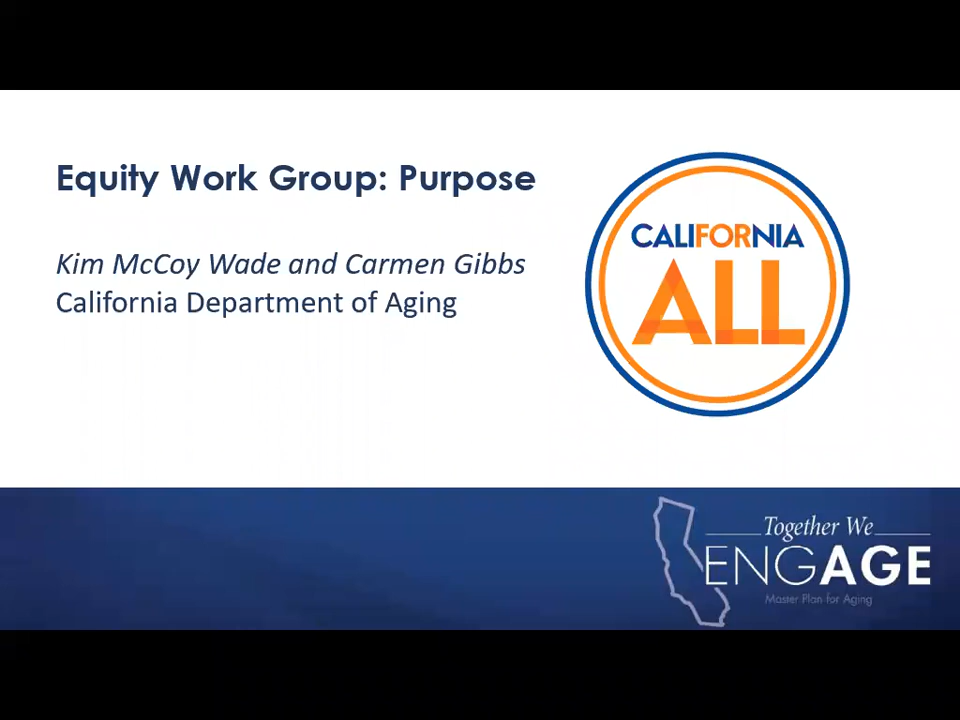 Equity Work Group: Purpose
Kim McCoy Wade and Carmen Gibbs
California Department of Aging
CALIFORNIA
ALL
Together We
ENGAGE
Master Plan for Aging